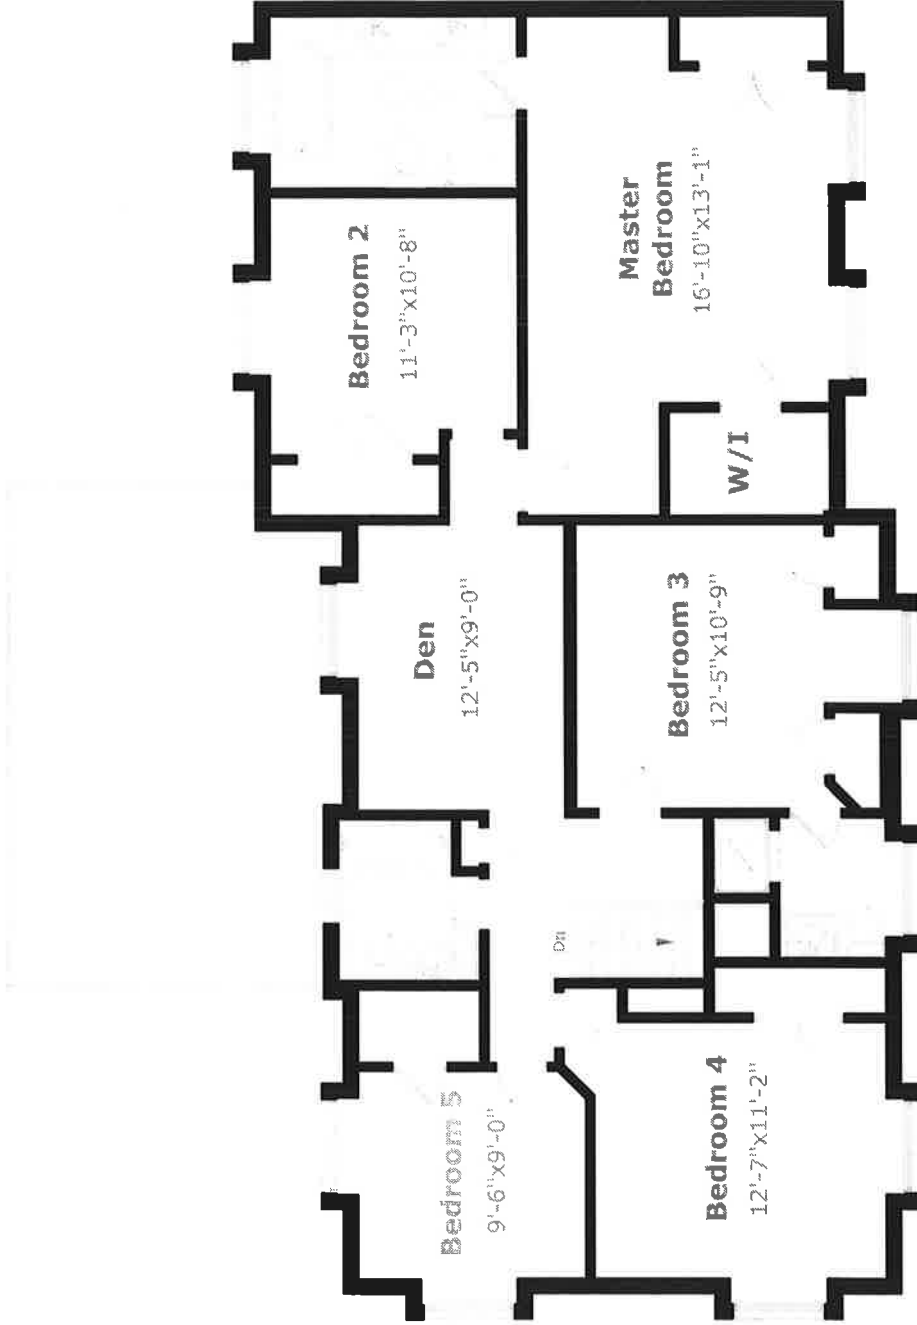 Bedroom 2
11'-3"x10'-8"
Master
Bedroom
16'-10"x13'-1"
W/I
Den
12'-5"x9'-0"
Bedroom 3
12'-5"x10'-9"
Dn
Bedroom 5
9'-6"x9'-0"
Bedroom 4
12'-7"x11'-2"